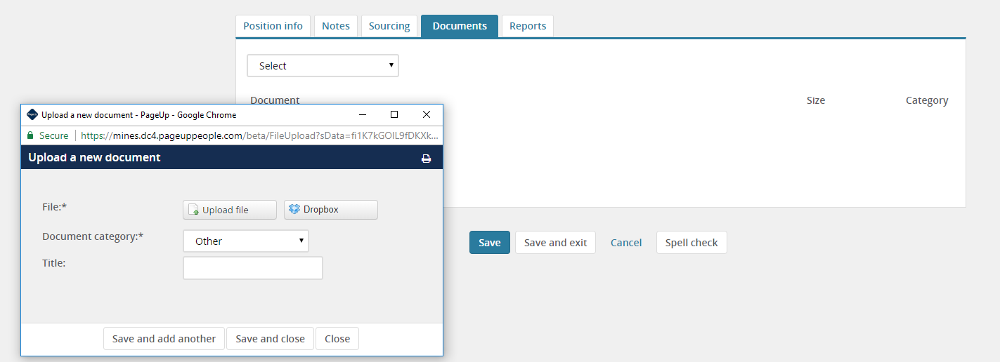 Position info Notes Sourcing Documents Reports
Select
Document Size Category
Upload a new document - PageUp - Google Chrome
Secure https://mines.dc4.pageuppeople.com/beta/FileUpload?sData=fi1K7kGOIL9fDKXk...
Upload a new document
File:* Upload file Dropbox
Document category:* Other
Title:
Save and add another Save and close Close
Save Save and exit Cancel Spell check